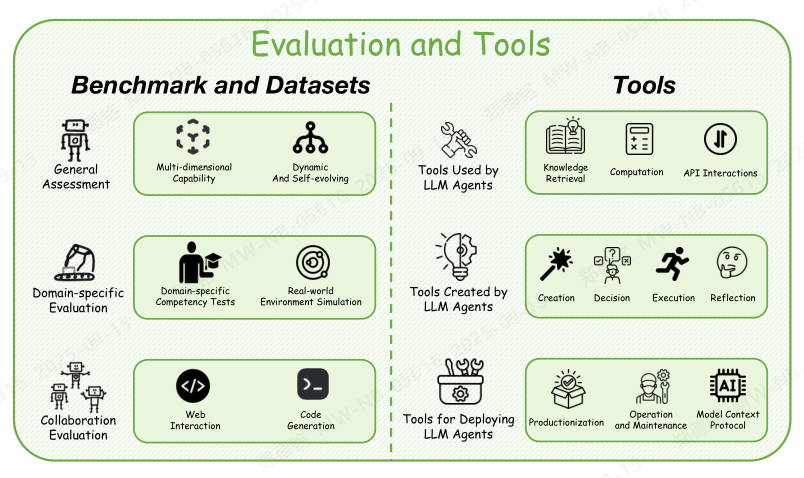 Evaluation and Tools
Benchmark and Datasets
General
Assessment
Multi-dimensional
Capability
Dynamic
And Self-evolving
Domain-specific
Evaluation
Domain-specific
Competency Tests
Real-world
Environment Simulation
Collaboration
Evaluation
Web
Interaction
Code
Generation
Tools
Tools Used by
LLM Agents
Knowledge
Retrieval
Computation
API Interactions
Tools Created by
LLM Agents
Creation
Decision
Execution
Reflection
Tools for Deploying
LLM Agents
Productionization
Operation
and Maintenance
AI
Model Context
Protocol